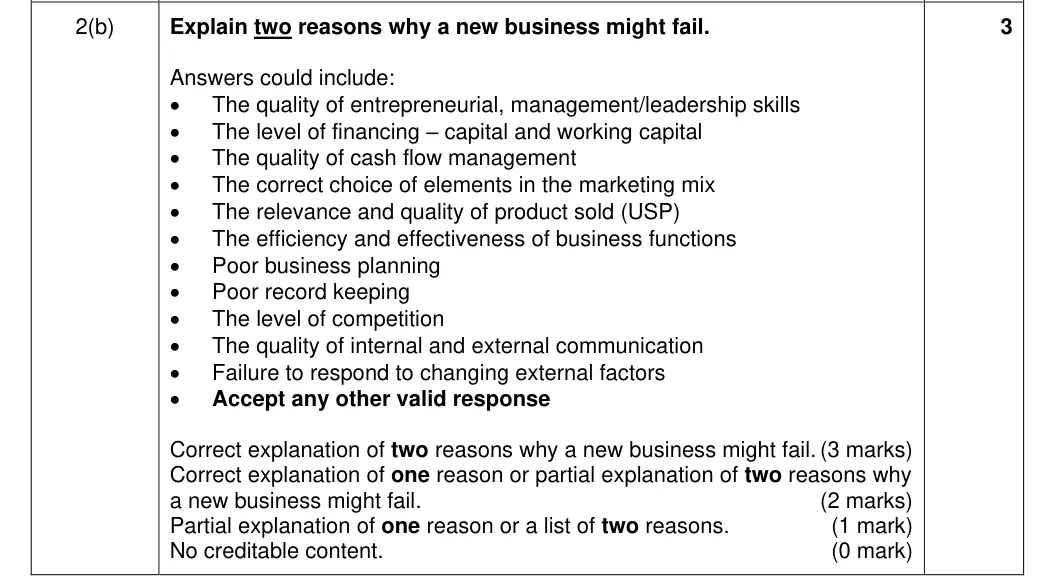 2(b) Explain two reasons why a new business might fail. 3
Answers could include:
• The quality of entrepreneurial, management/leadership skills
• The level of financing – capital and working capital
• The quality of cash flow management
• The correct choice of elements in the marketing mix
• The relevance and quality of product sold (USP)
• The efficiency and effectiveness of business functions
• Poor business planning
• Poor record keeping
• The level of competition
• The quality of internal and external communication
• Failure to respond to changing external factors
• Accept any other valid response
Correct explanation of two reasons why a new business might fail. (3 marks)
Correct explanation of one reason or partial explanation of two reasons why
a new business might fail. (2 marks)
Partial explanation of one reason or a list of two reasons. (1 mark)
No creditable content. (0 mark)